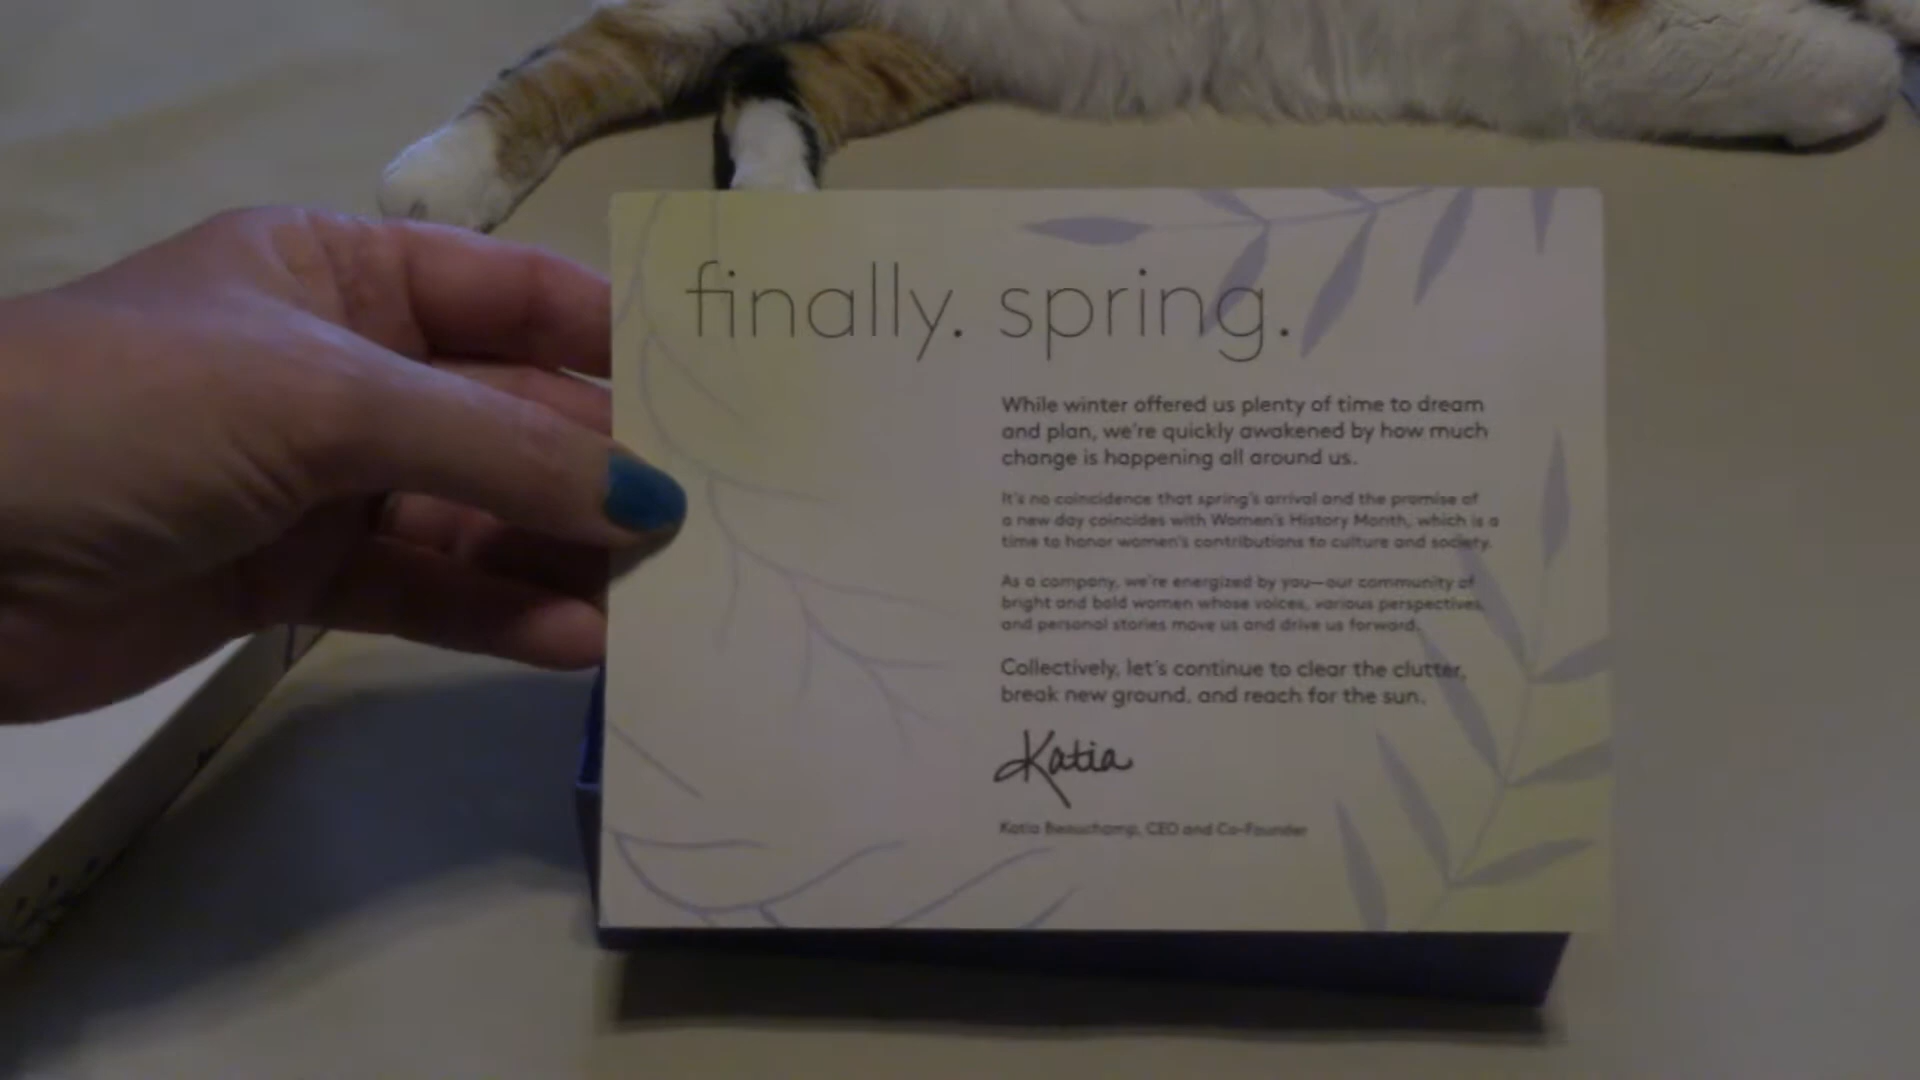 finally. spring.
While winter offered us plenty of time to dream
and plan, we're quickly awakened by how much
change is happening all around us.
It's no coincidence that spring's arrival and the promise of
a new day coincides with Women's History Month, which is a
time to honor women's contributions to culture and society.
As a company, we're energized by you—our community of
bright and bold women whose voices, various perspectives,
and personal stories move us and drive us forward.
Collectively, let's continue to clear the clutter,
break new ground, and reach for the sun.
Katia
Katia Beauchamp, CEO and Co-Founder